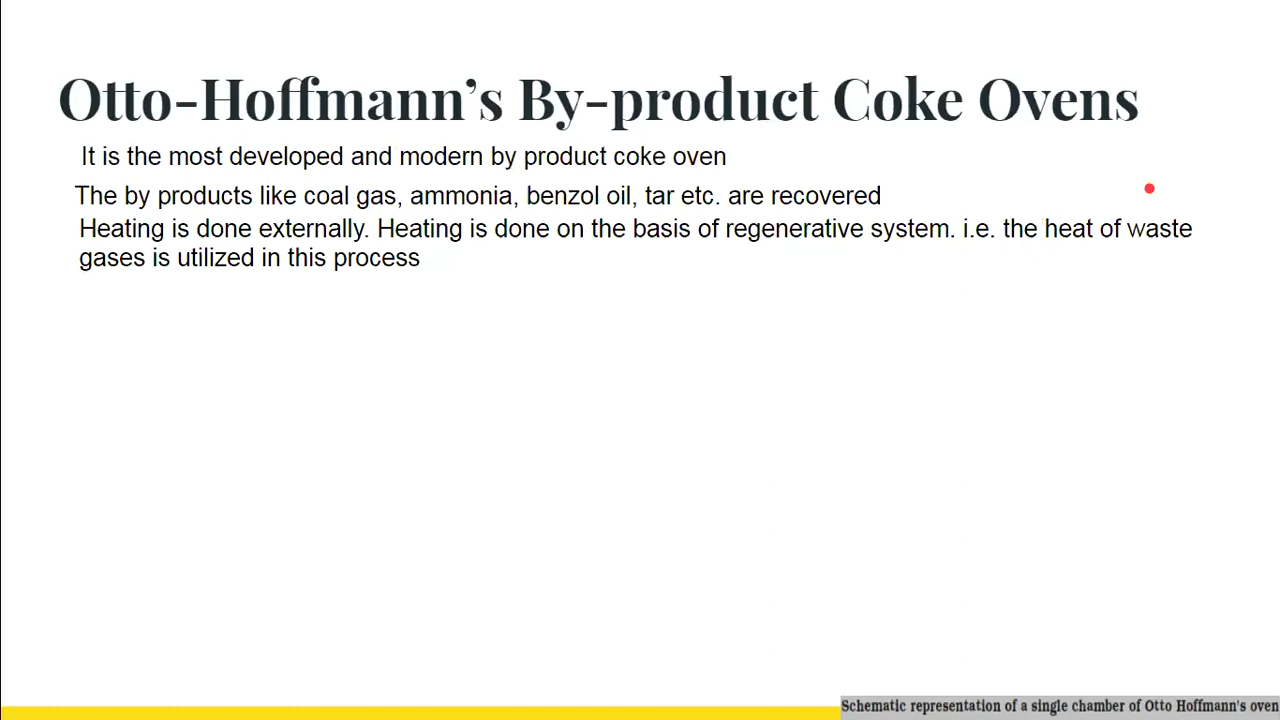 Otto-Hoffmann’s By-product Coke Ovens
It is the most developed and modern by product coke oven
The by products like coal gas, ammonia, benzol oil, tar etc. are recovered
Heating is done externally. Heating is done on the basis of regenerative system. i.e. the heat of waste
gases is utilized in this process
Schematic representation of a single chamber of Otto Hoffmann's oven